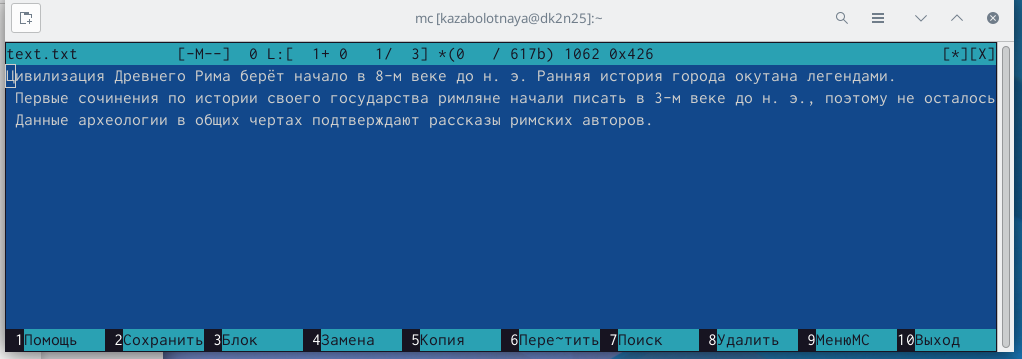 mc [kazabolotnaya@dk2n25]:~
text.txt [-M--] 0 L:[ 1+ 0 1/ 3] *(0 / 617b) 1062 0x426 [*][X]
Цивилизация Древнего Рима берёт начало в 8-м веке до н. э. Ранняя история города окутана легендами.
Первые сочинения по истории своего государства римляне начали писать в 3-м веке до н. э., поэтому не осталось
Данные археологии в общих чертах подтверждают рассказы римских авторов.
1Помощь 2Сохранить 3Блок 4Замена 5Копия 6Пере~тить 7Поиск 8Удалить 9МенюMC 10Выход